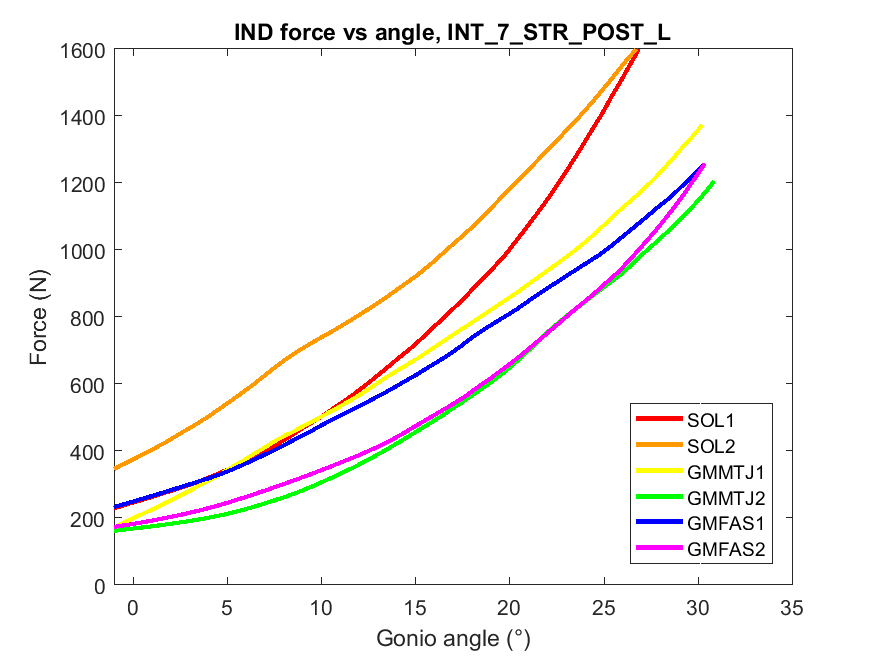 IND force vs angle, INT_7_STR_POST_L
1600
1400
1200
1000
800
600
400
200
0
Force (N)
0 5 10 15 20 25 30 35
Gonio angle (°)
SOL1
SOL2
GMMTJ1
GMMTJ2
GMFAS1
GMFAS2